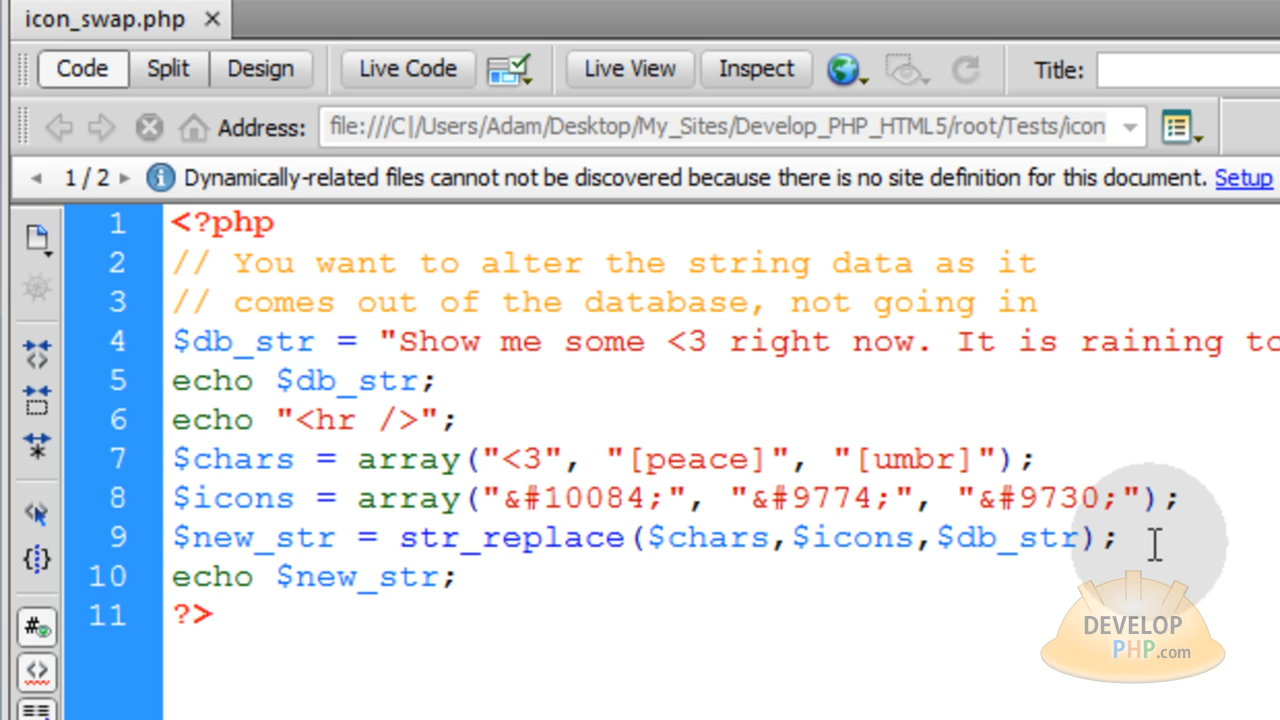 icon_swap.php ×
Code Split Design Live Code Live View Inspect Title:
Address: file:///C|/Users/Adam/Desktop/My_Sites/Develop_PHP_HTML5/root/Tests/icon
1 / 2 Dynamically-related files cannot not be discovered because there is no site definition for this document. Setup
1 <?php
2 // You want to alter the string data as it
3 // comes out of the database, not going in
4 $db_str = "Show me some <3 right now. It is raining to
5 echo $db_str;
6 echo "<hr />";
7 $chars = array("<3", "[peace]", "[umbr]");
8 $icons = array("&#10084;", "&#9774;", "&#9730;");
9 $new_str = str_replace($chars,$icons,$db_str);
10 echo $new_str;
11 ?>
DEVELOP
PHP.com